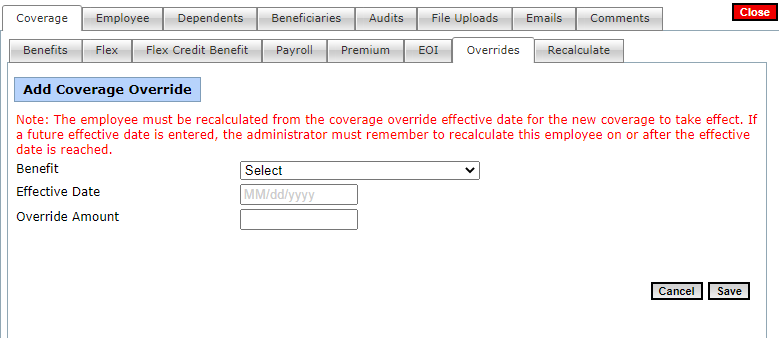 Coverage Employee Dependents Beneficiaries Audits File Uploads Emails Comments Close
Benefits Flex Flex Credit Benefit Payroll Premium EOI Overrides Recalculate
Add Coverage Override
Note: The employee must be recalculated from the coverage override effective date for the new coverage to take effect. If
a future effective date is entered, the administrator must remember to recalculate this employee on or after the effective
date is reached.
Benefit Select
Effective Date MM/dd/yyyy
Override Amount
Cancel Save